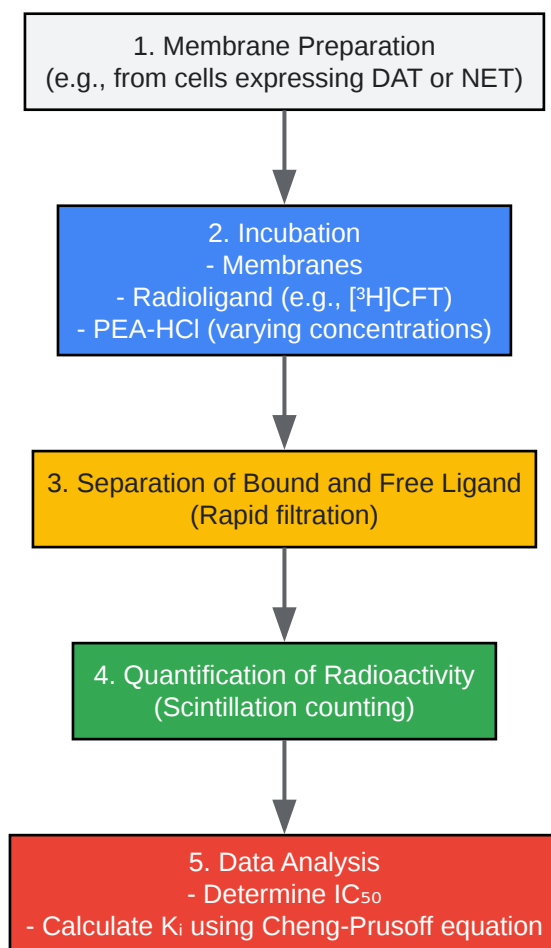 1. Membrane Preparation
(e.g., from cells expressing DAT or NET)
2. Incubation
- Membranes
- Radioligand (e.g., [³H]CFT)
- PEA-HCl (varying concentrations)
3. Separation of Bound and Free Ligand
(Rapid filtration)
4. Quantification of Radioactivity
(Scintillation counting)
5. Data Analysis
- Determine IC₅₀
- Calculate Kᵢ using Cheng-Prusoff equation